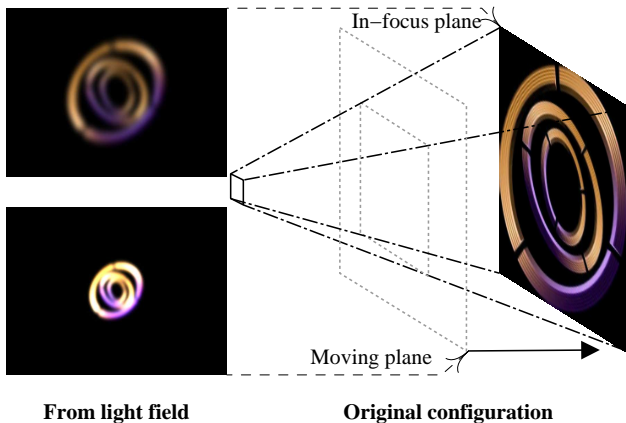 In−focus plane
Moving plane
From light field
Original configuration